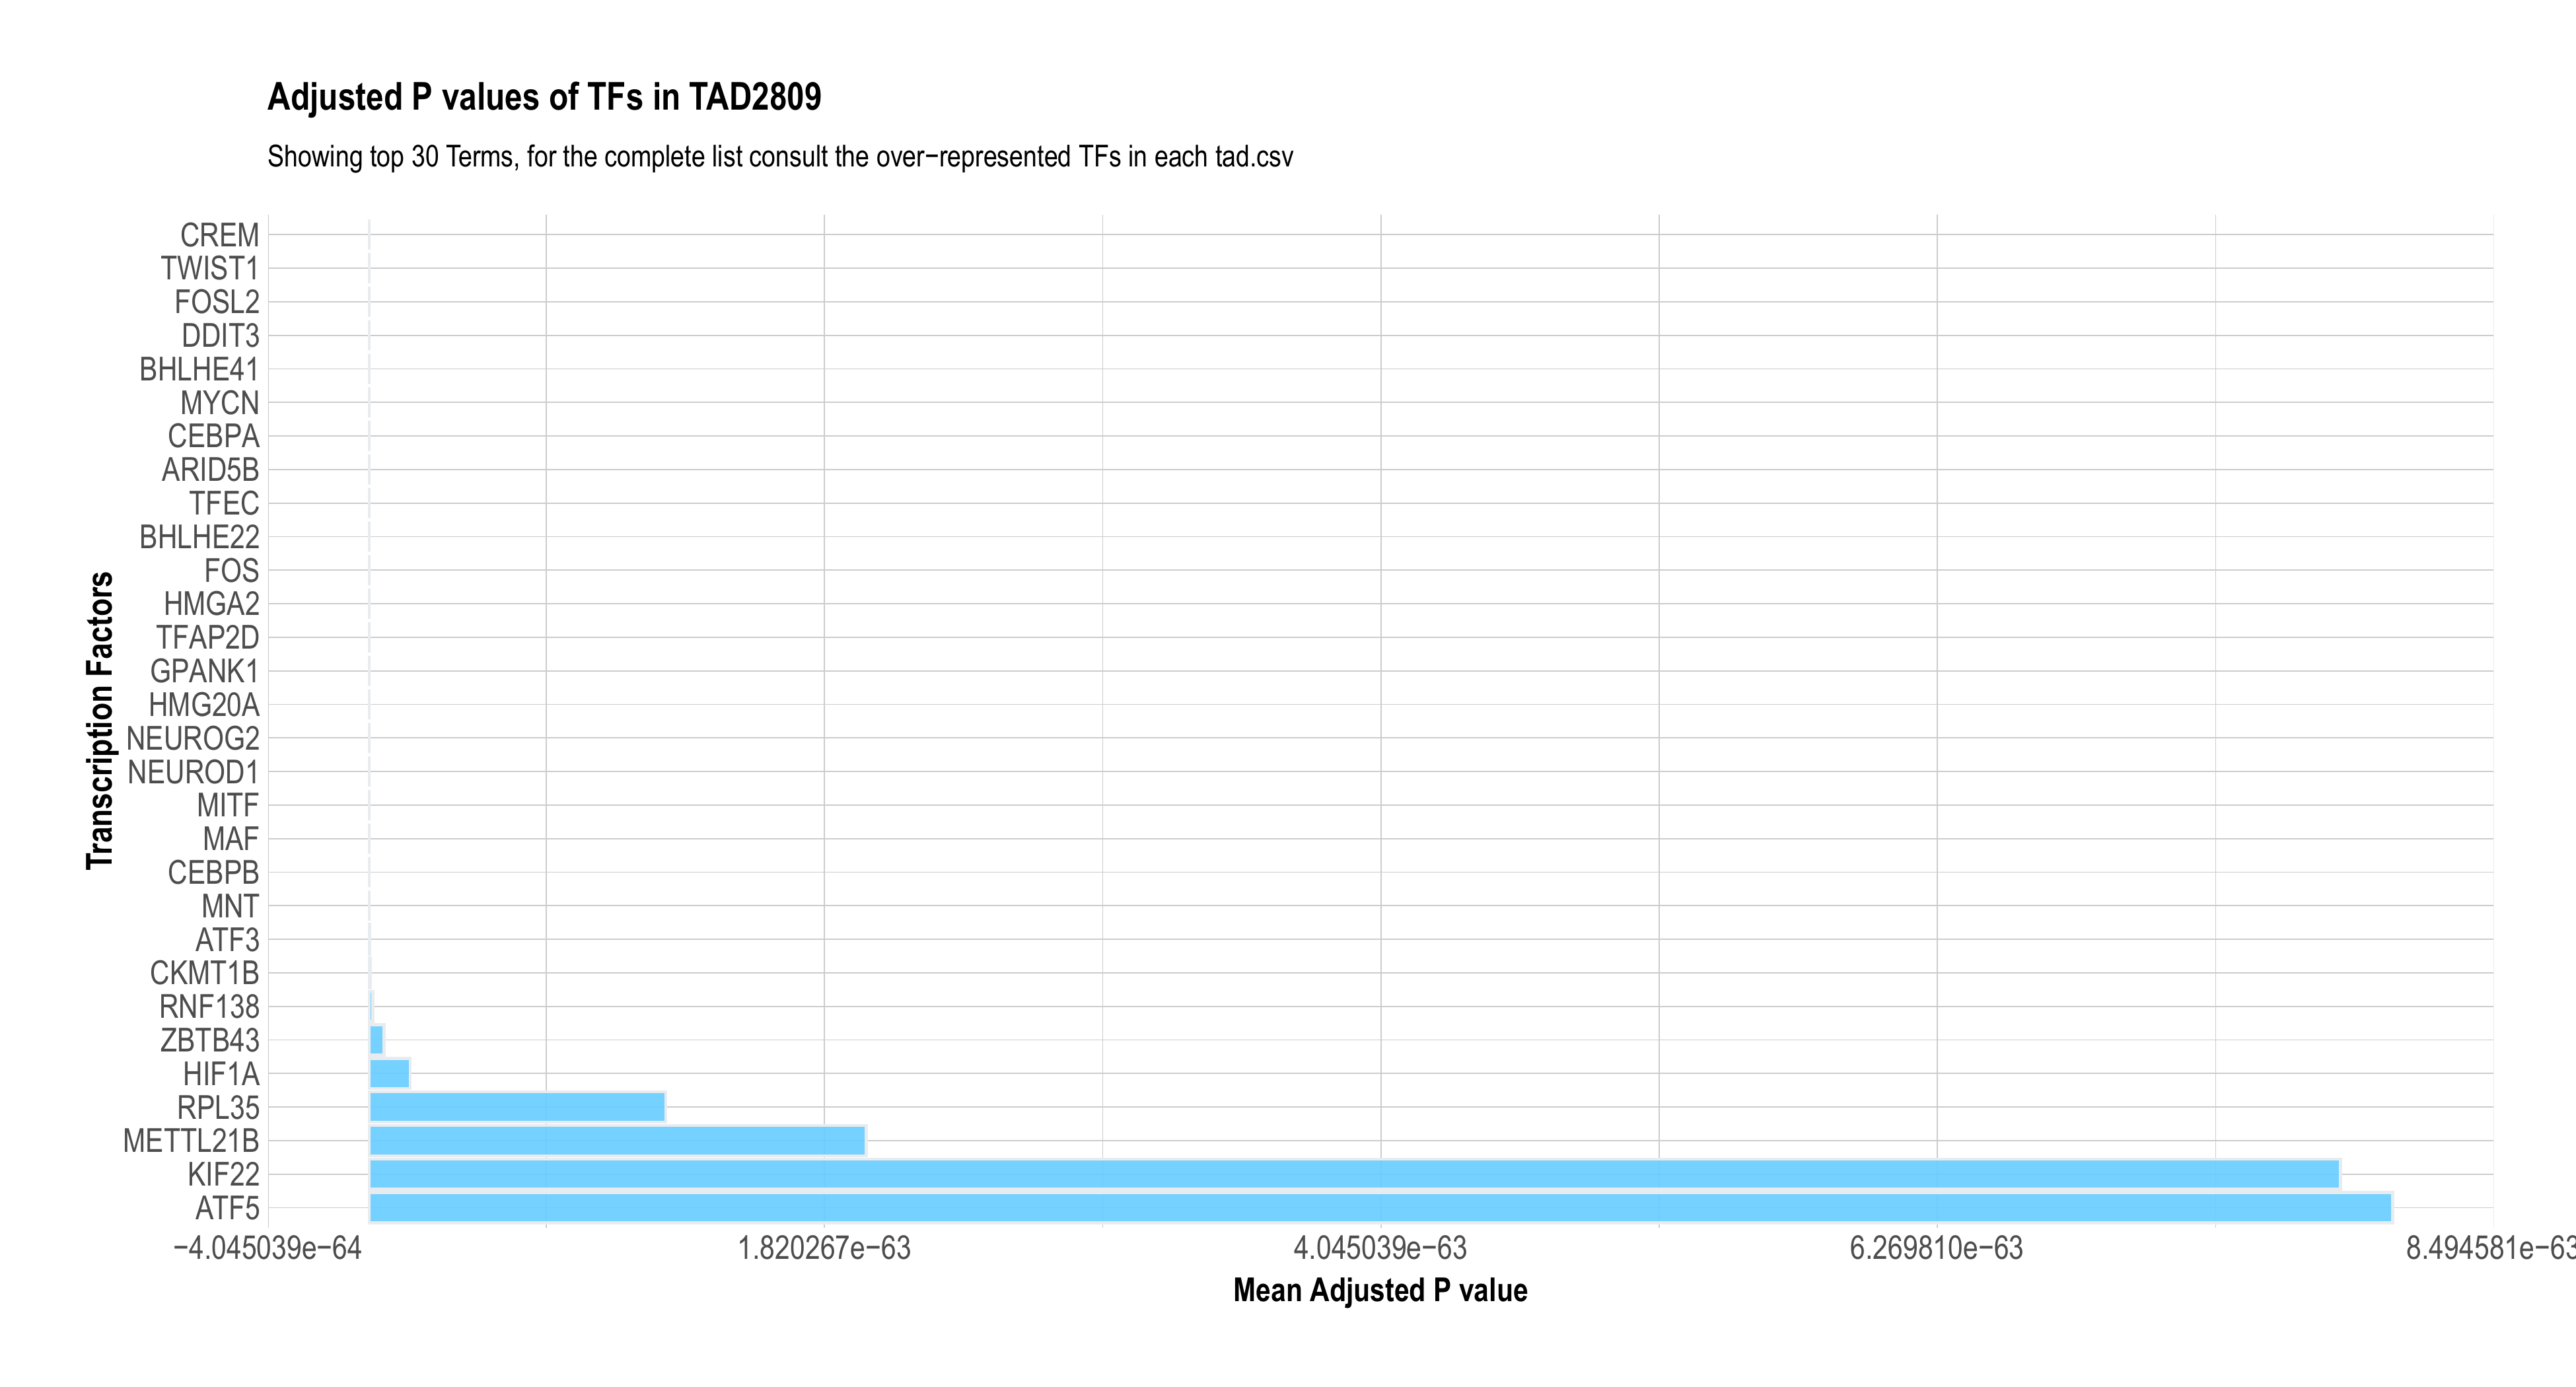 Adjusted P values of TFs in TAD2809
Showing top 30 Terms, for the complete list consult the over−represented TFs in each tad.csv
Transcription Factors
CREM
TWIST1
FOSL2
DDIT3
BHLHE41
MYCN
CEBPA
ARID5B
TFEC
BHLHE22
FOS
HMGA2
TFAP2D
GPANK1
HMG20A
NEUROG2
NEUROD1
MITF
MAF
CEBPB
MNT
ATF3
CKMT1B
RNF138
ZBTB43
HIF1A
RPL35
METTL21B
KIF22
ATF5
−4.045039e−64 1.820267e−63 4.045039e−63 6.269810e−63 8.494581e−63
Mean Adjusted P value